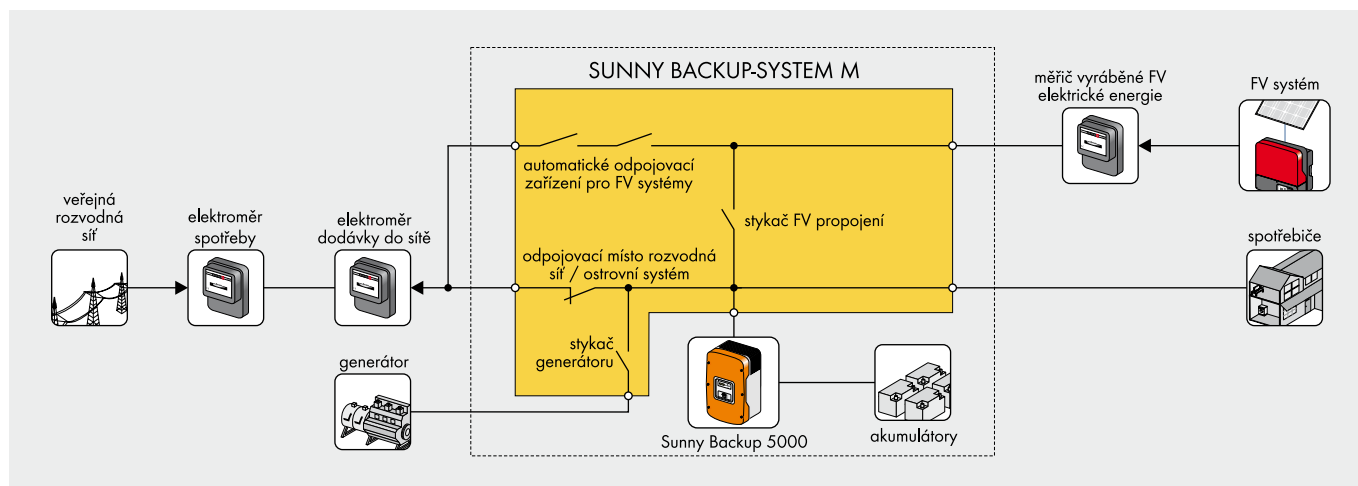 SUNNY BACKUP-SYSTEM M
měřič vyráběné FV
elektrické energie
FV systém
automatické odpojovací
zařízení pro FV systémy
stykač FV propojení
veřejná
rozvodná
síť
elektroměr
spotřeby
elektroměr
dodávky do sítě
odpojovací místo rozvodná
síť / ostrovní systém
spotřebiče
stykač
generátoru
generátor
Sunny Backup 5000
akumulátory